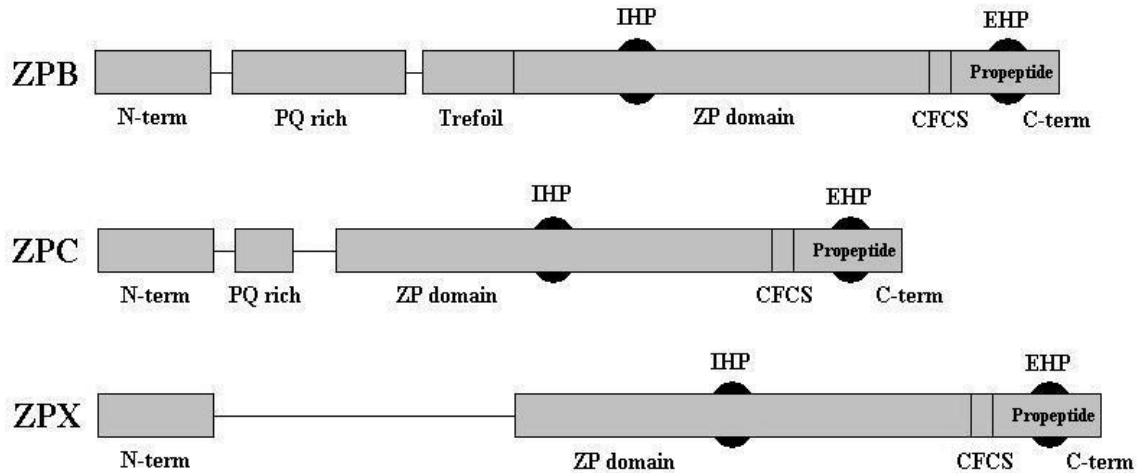 IHP EHP
ZPB Propeptide
N-term PQ rich Trefoil ZP domain CFCS C-term
IHP EHP
ZPC Propeptide
N-term PQ rich ZP domain CFCS C-term
IHP EHP
ZPX Propeptide
N-term ZP domain CFCS C-term